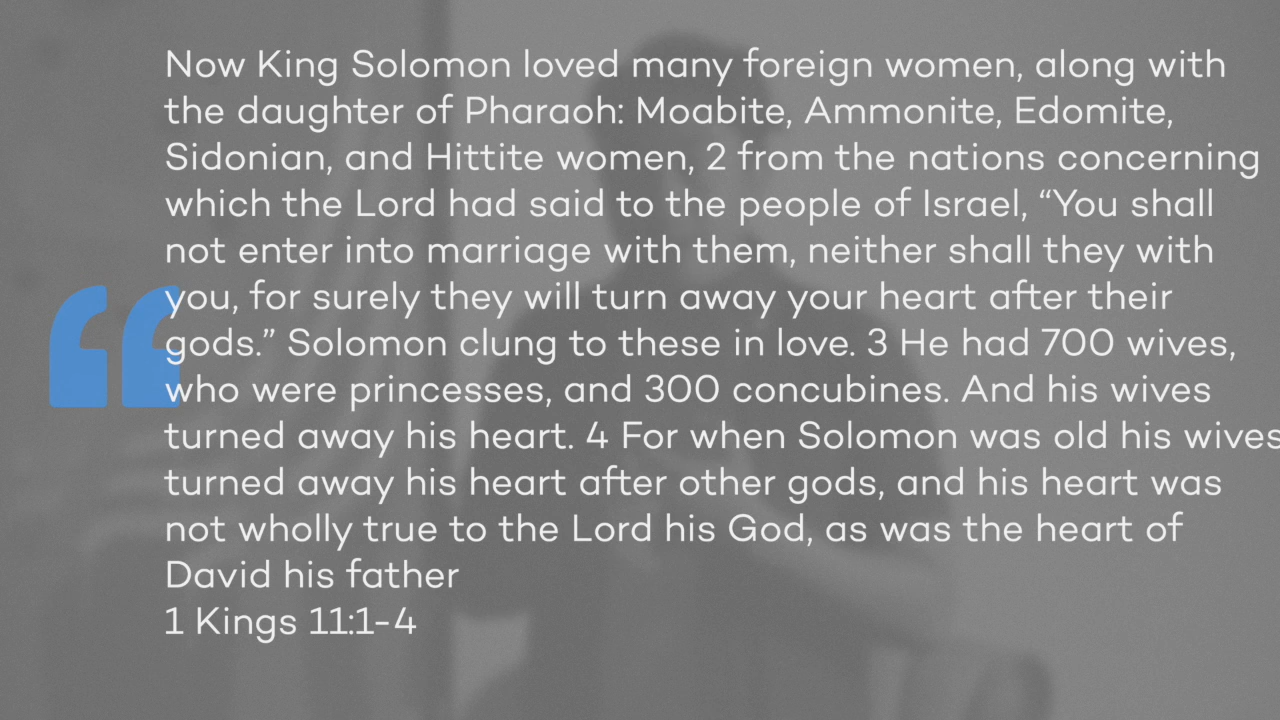 Now King Solomon loved many foreign women, along with
the daughter of Pharaoh: Moabite, Ammonite, Edomite,
Sidonian, and Hittite women, 2 from the nations concerning
which the Lord had said to the people of Israel, “You shall
not enter into marriage with them, neither shall they with
you, for surely they will turn away your heart after their
gods.” Solomon clung to these in love. 3 He had 700 wives,
who were princesses, and 300 concubines. And his wives
turned away his heart. 4 For when Solomon was old his wives
turned away his heart after other gods, and his heart was
not wholly true to the Lord his God, as was the heart of
David his father
1 Kings 11:1-4